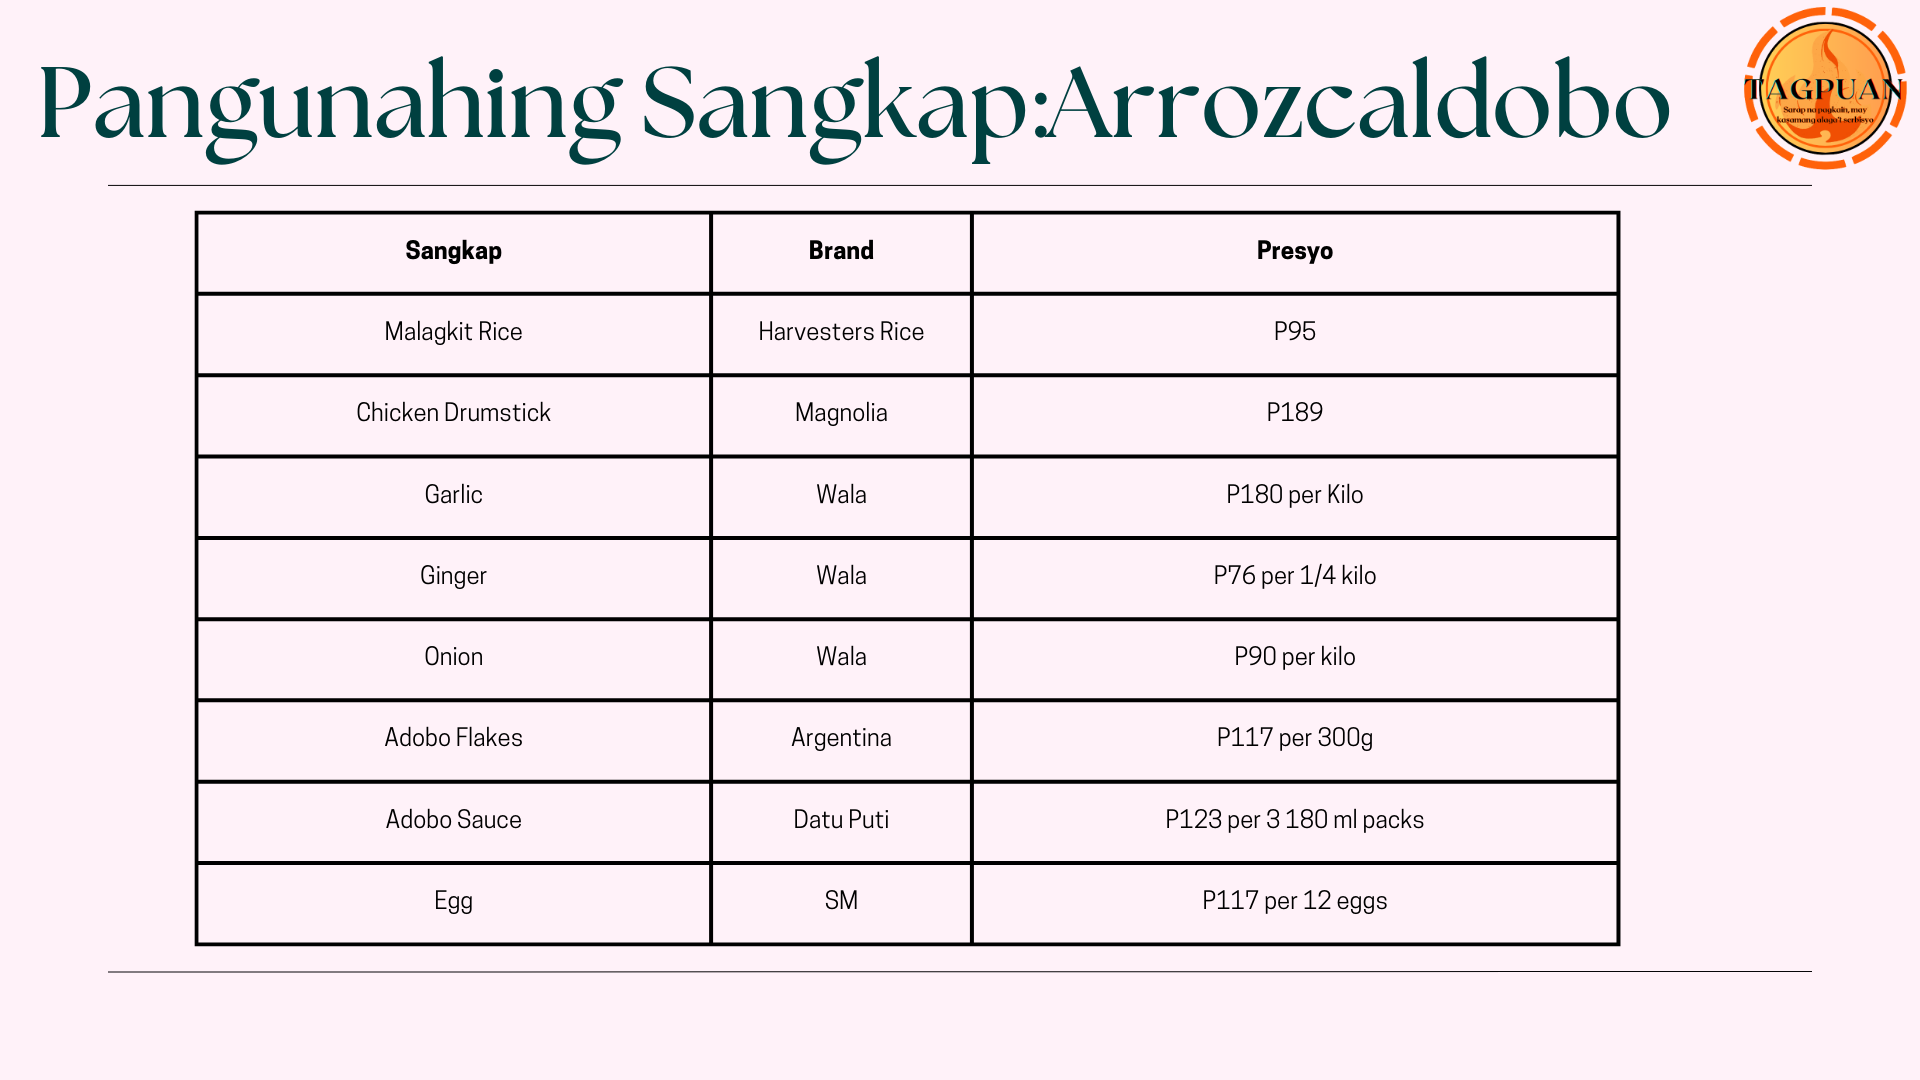 Pangunahing Sangkap:Arrozcaldobo
TAGPUAN
Sarap na pagkain, may
kasamang alaga't serbisyo
Sangkap Brand Presyo
Malagkit Rice Harvesters Rice P95
Chicken Drumstick Magnolia P189
Garlic Wala P180 per Kilo
Ginger Wala P76 per 1/4 kilo
Onion Wala P90 per kilo
Adobo Flakes Argentina P117 per 300g
Adobo Sauce Datu Puti P123 per 3 180 ml packs
Egg SM P117 per 12 eggs